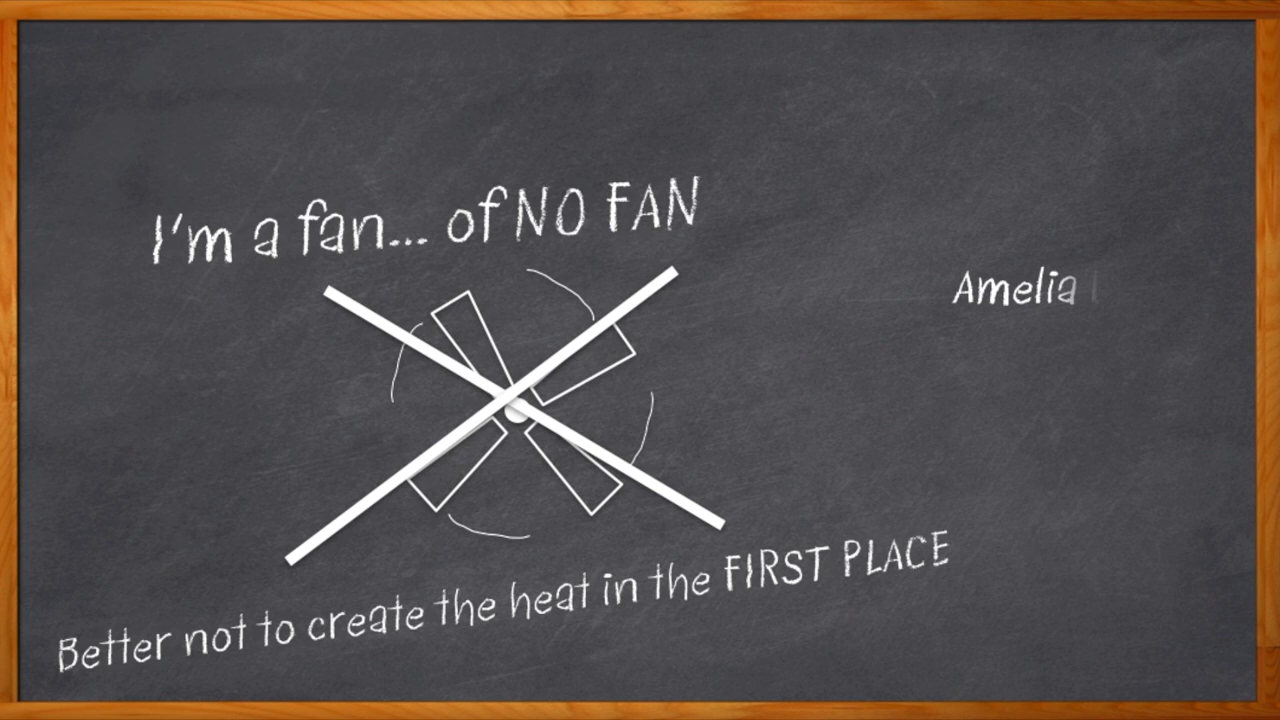 I'm a fan... of NO FAN
Amelia
Better not to create the heat in the FIRST PLACE